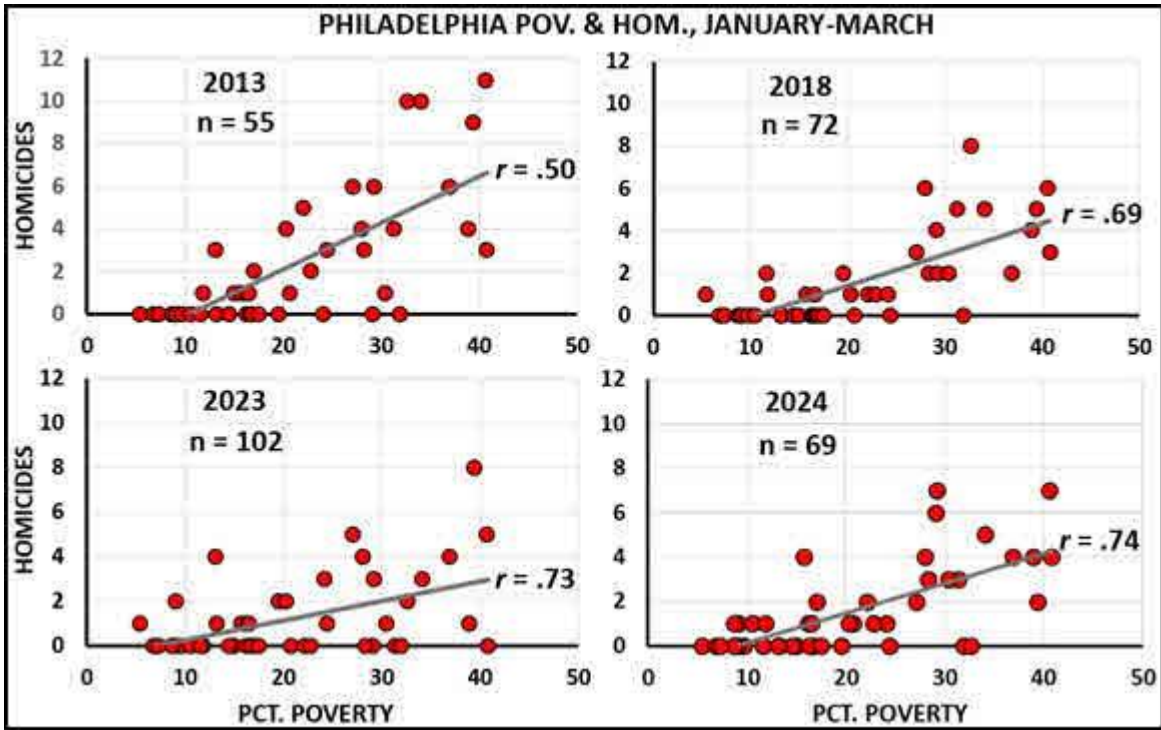 PHILADELPHIA POV. & HOM., JANUARY-MARCH
HOMICIDES
12
10
8
6
4
2
0
2013
n = 55
r = .50
0 10 20 30 40 50
12
10
8
6
4
2
0
2018
n = 72
r = .69
0 10 20 30 40 50
HOMICIDES
12
10
8
6
4
2
0
2023
n = 102
r = .73
0 10 20 30 40 50
PCT. POVERTY
12
10
8
6
4
2
0
2024
n = 69
r = .74
0 10 20 30 40 50
PCT. POVERTY